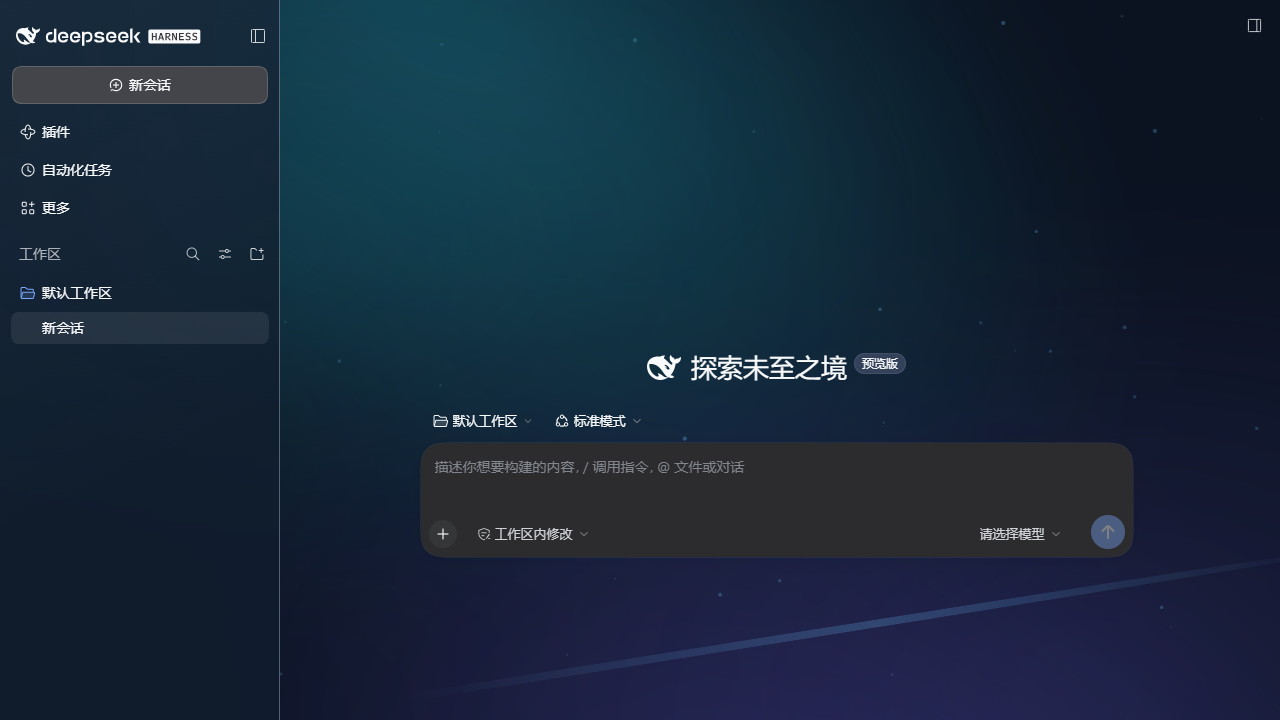 deepseek HARNESS
新会话
插件
自动化任务
更多
工作区
默认工作区
新会话
探索未至之境 预览版
默认工作区 标准模式
描述你想要构建的内容, / 调用指令, @ 文件或对话
工作区内修改 请选择模型